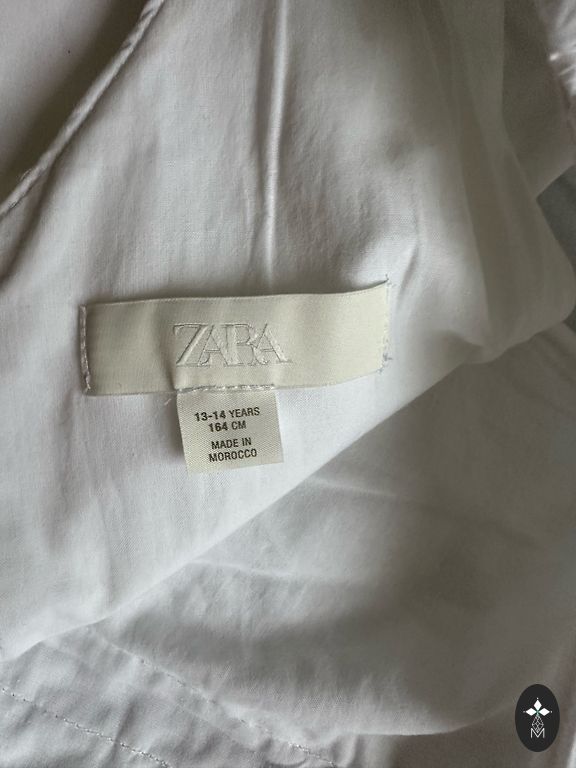 ZARA
13-14 YEARS
164 CM
MADE IN
MOROCCO
M